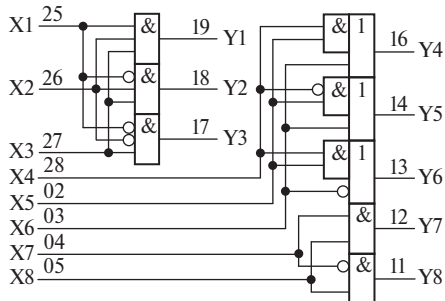 X1 25
X2 26
X3 27
X4 28
X5 02
X6 03
X7 04
X8 05
& 19 Y1
& 18 Y2
& 17 Y3
& 1 16 Y4
& 1 14 Y5
& 1 13 Y6
& 12 Y7
& 11 Y8